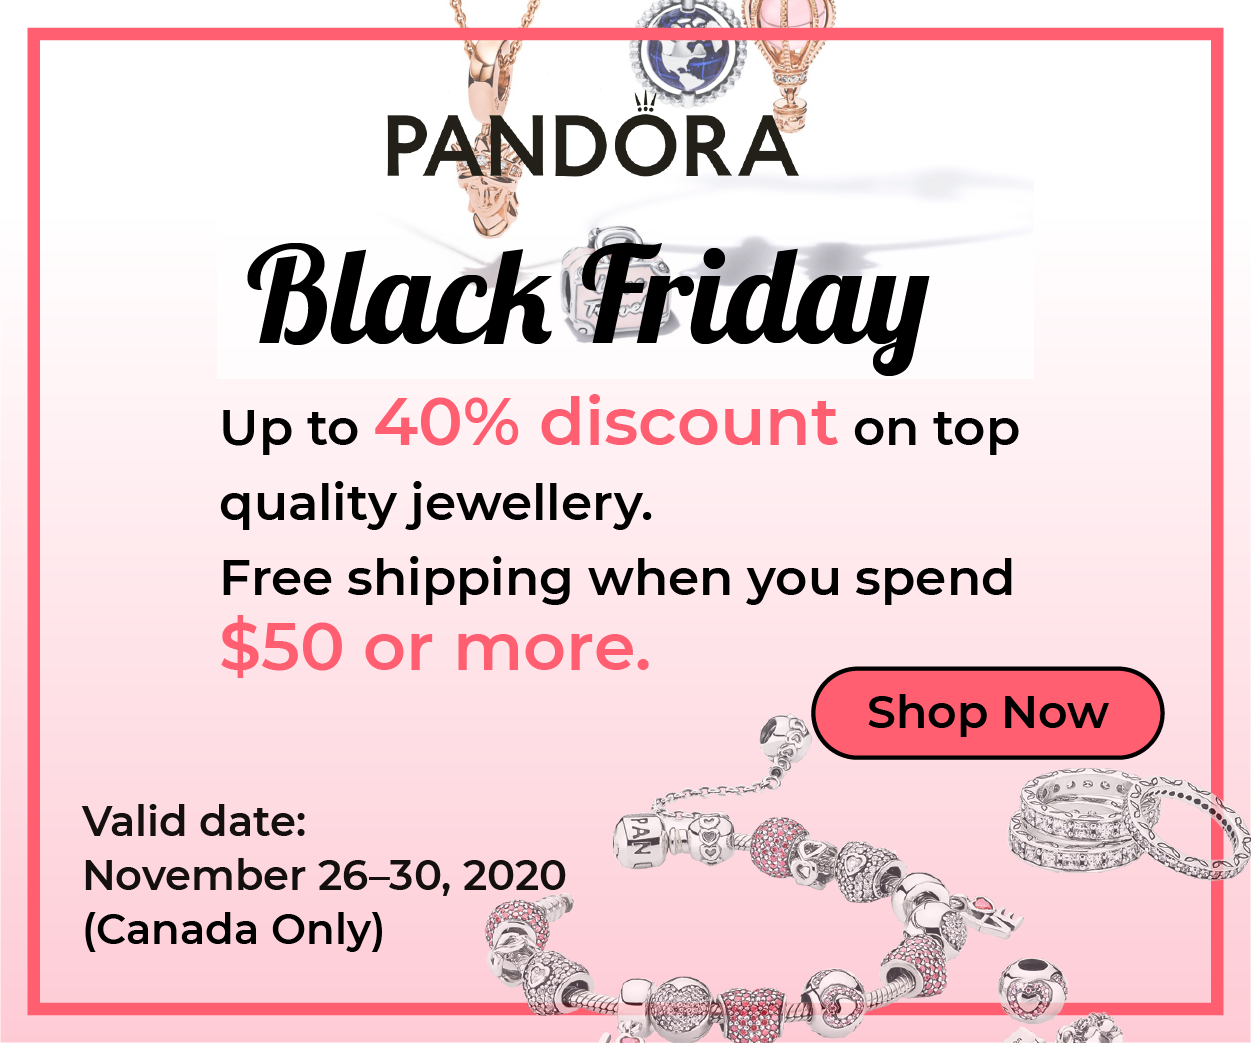 PANDORA
Black Friday
Up to 40% discount on top
quality jewellery.
Free shipping when you spend
$50 or more.
Shop Now
Valid date:
November 26–30, 2020
(Canada Only)